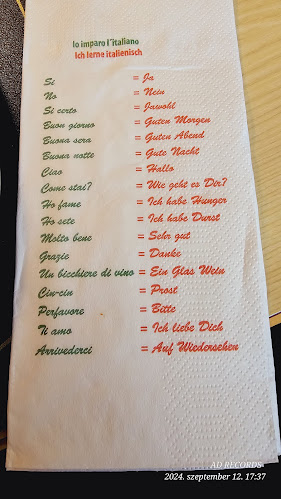 Io imparo l'italiano
Ich lerne italienisch
Si = Ja
No = Nein
Si certo = Jawohl
Buon giorno = Guten Morgen
Buona sera = Guten Abend
Buona notte = Gute Nacht
Ciao = Hallo
Come stai? = Wie geht es Dir?
Ho fame = Ich habe Hunger
Ho sete = Ich habe Durst
Molto bene = Sehr gut
Grazie = Danke
Un bicchiere di vino = Ein Glas Wein
Cin-cin = Prost
Perfavore = Bitte
Ti amo = Ich liebe Dich
Arrivederci = Auf Wiedersehen
AD RECORDS
2024. szeptember 12. 17:37